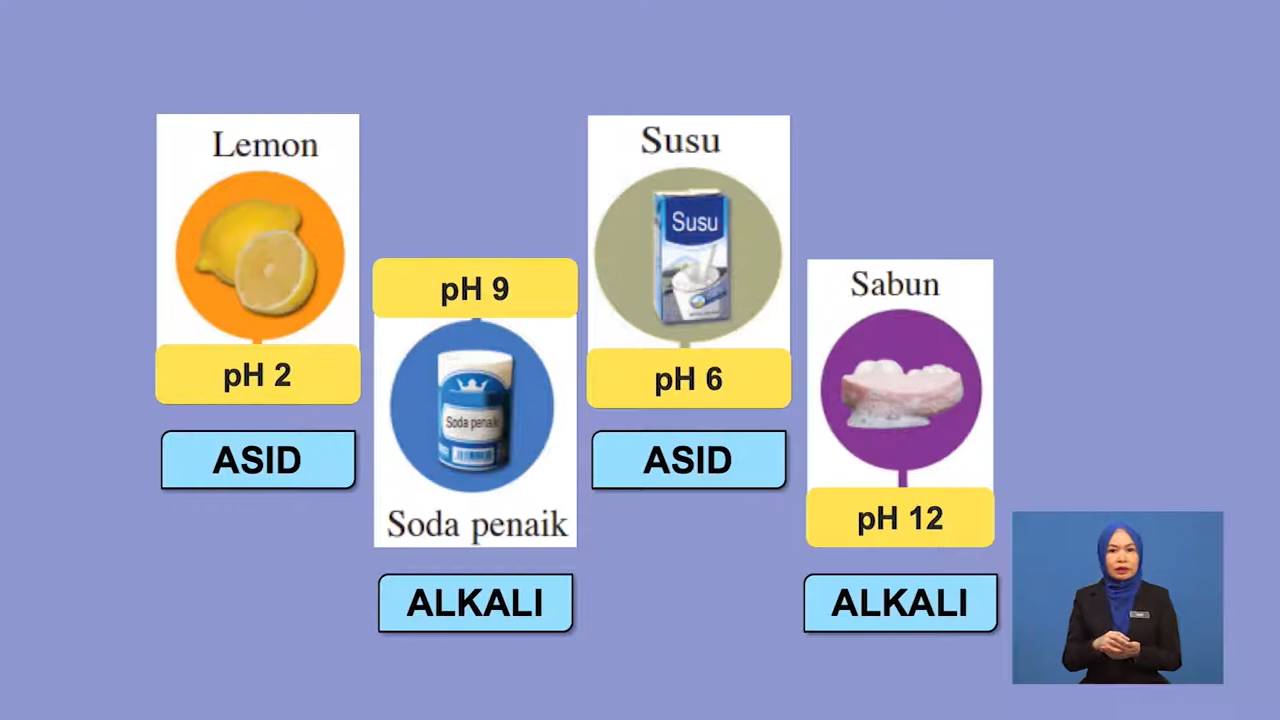 Lemon
pH 2
ASID
pH 9
Soda penaik
Soda penaik
ALKALI
Susu
Susu
pH 6
ASID
Sabun
pH 12
ALKALI